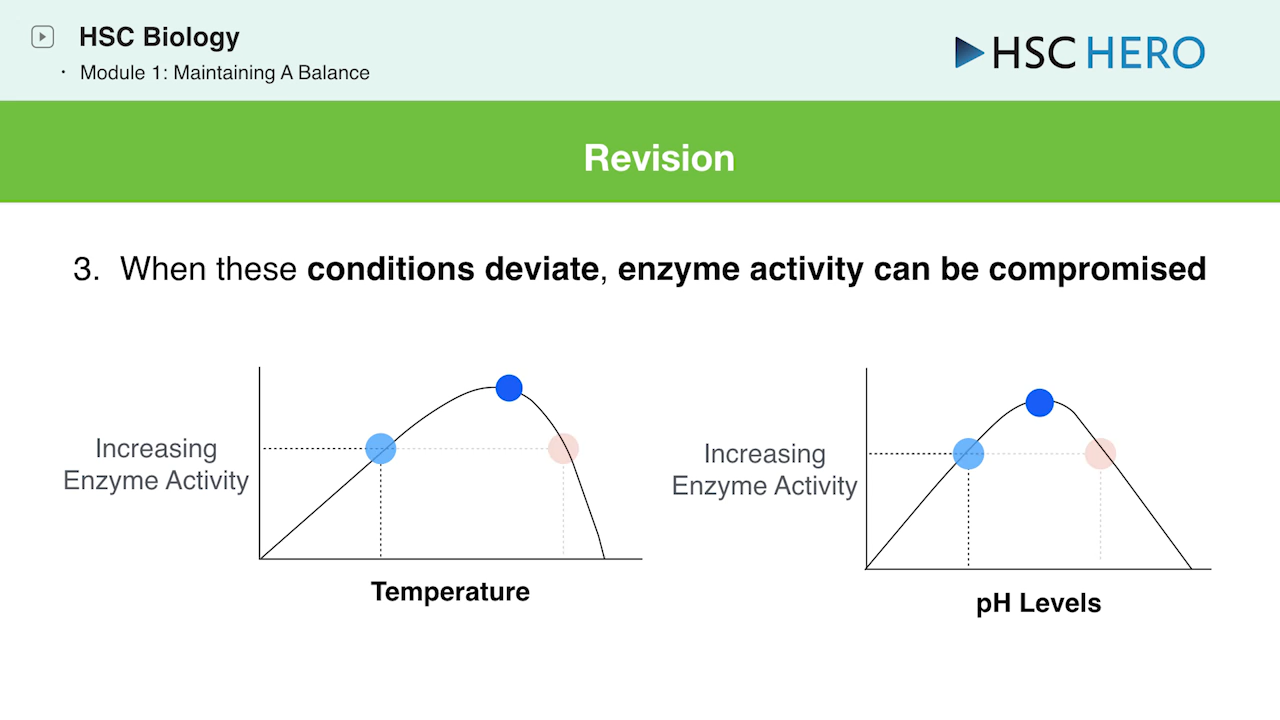 HSC Biology
· Module 1: Maintaining A Balance
HSC HERO
Revision
3. When these conditions deviate, enzyme activity can be compromised
Increasing
Enzyme Activity
Temperature
Increasing
Enzyme Activity
pH Levels